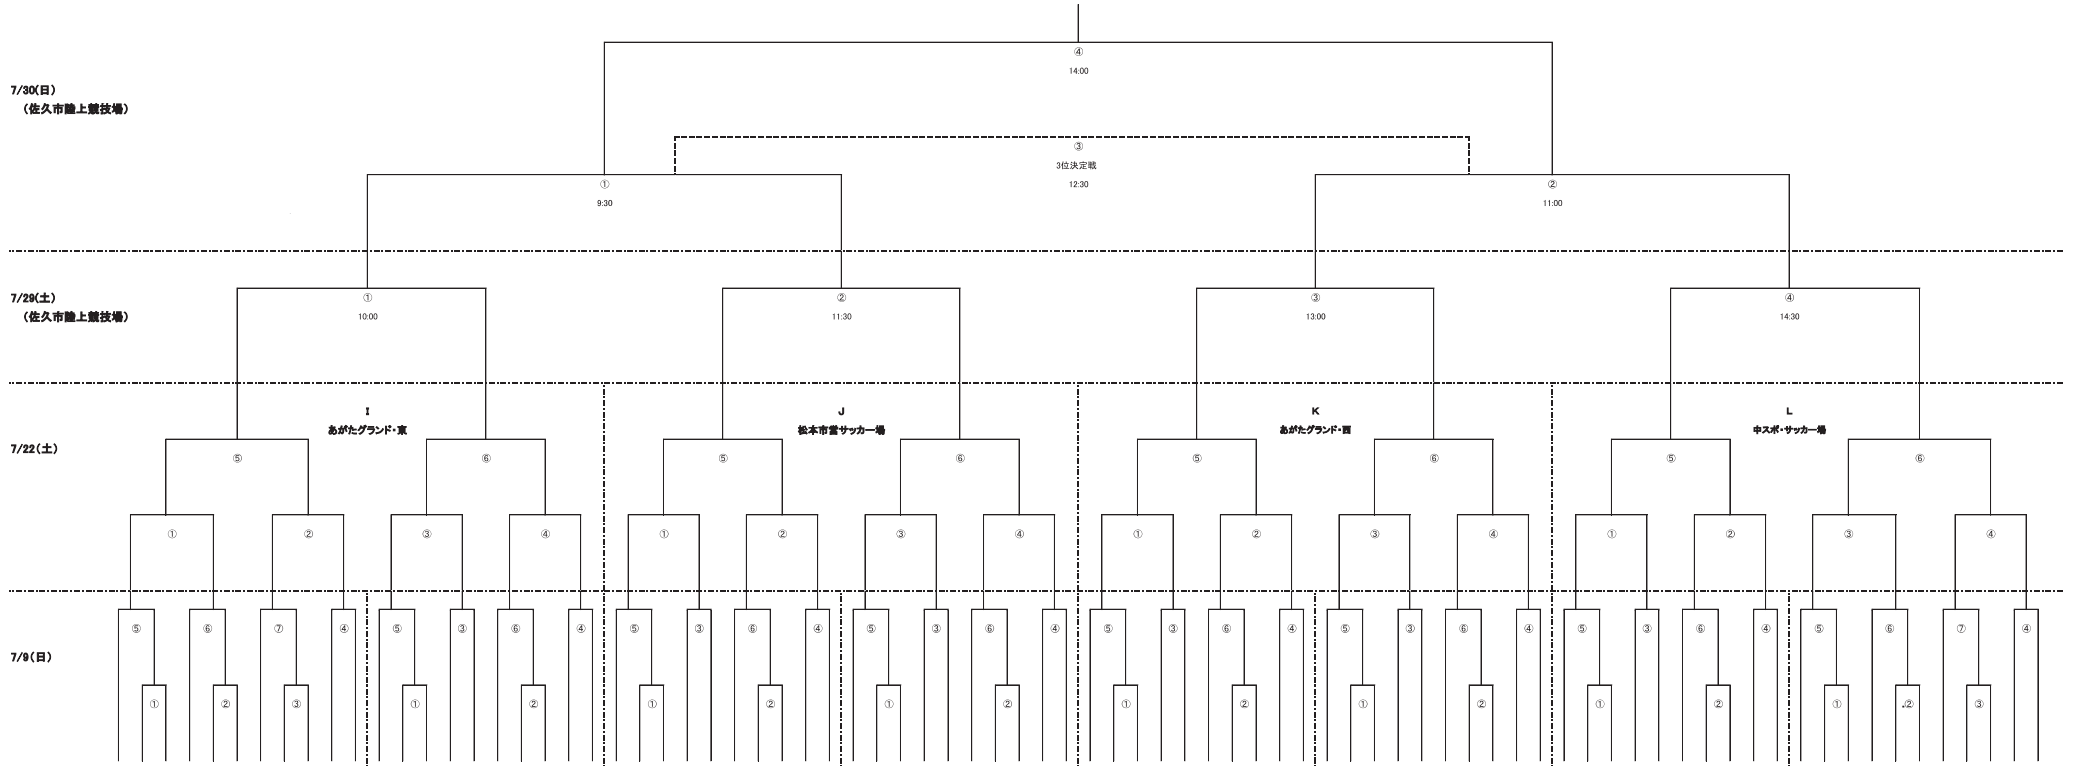 ④
14:00
7/30(日)
(佐久市陸上競技場)
③
3位決定戦
① ②
12:30
9:30 11:00
7/29(土)
① ② ③ ④
(佐久市陸上競技場)
10:00 11:30 13:00 14:30
I J K L
あがたグランド・東 松本市営サッカー場 あがたグランド・西 中スポ・サッカー場
7/22(土)
⑤ ⑥ ⑤ ⑥ ⑤ ⑥ ⑤ ⑥
① ② ③ ④ ① ② ③ ④ ① ② ③ ④ ① ② ③ ④
⑤ ⑥ ⑦ ④ ⑤ ③ ⑥ ④ ⑤ ③ ⑥ ④ ⑤ ③ ⑥ ④ ⑤ ③ ⑥ ④ ⑤ ③ ⑥ ④ ⑤ ③ ⑥ ④ ⑤ ⑥ ⑦ ④
7/9(日)
① ② ③ ① ② ① ② ① ② ① ② ① ② ① ② ① .② ③